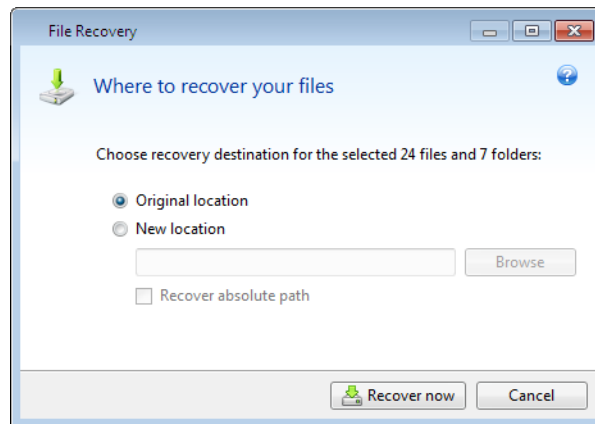 File Recovery
Where to recover your files
Choose recovery destination for the selected 24 files and 7 folders:
Original location
New location
Browse
Recover absolute path
Recover now
Cancel